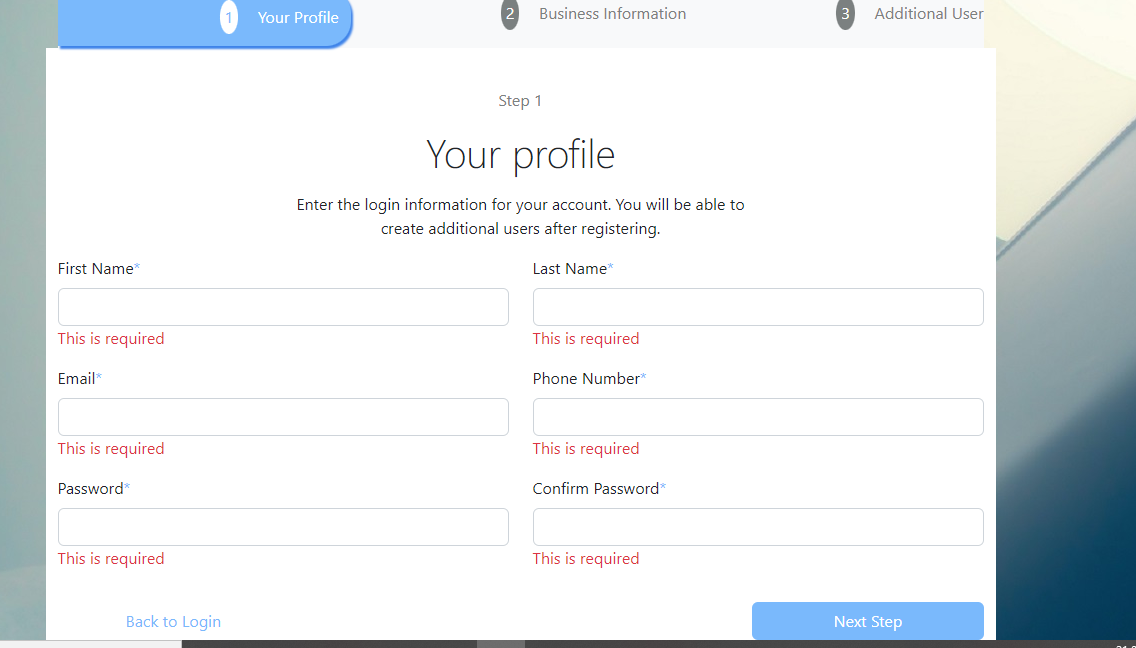 1 Your Profile 2 Business Information 3 Additional User
Step 1
Your profile
Enter the login information for your account. You will be able to
create additional users after registering.
First Name* Last Name*
This is required This is required
Email* Phone Number*
This is required This is required
Password* Confirm Password*
This is required This is required
Back to Login Next Step